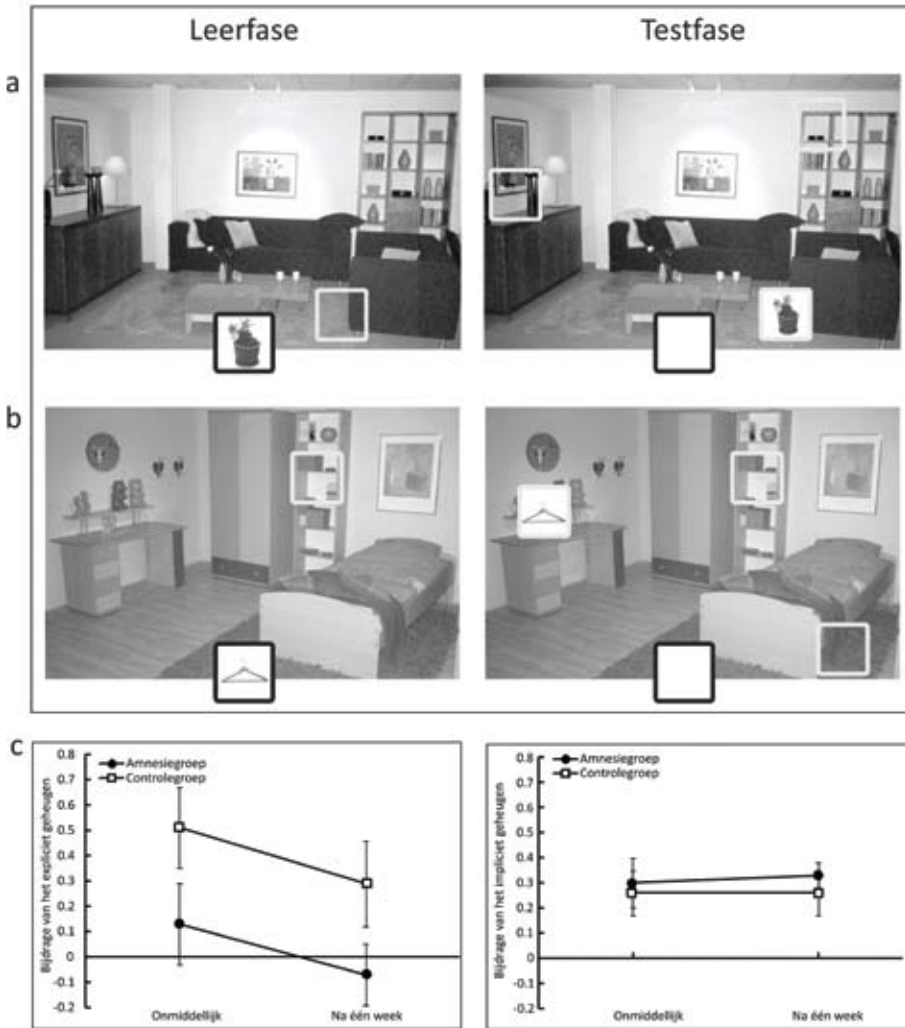 Leerfase
Testfase
a
b
c
Bijdrage van het expliciet geheugen
0.8
0.7
0.6
0.5
0.4
0.3
0.2
0.1
0
-0.1
-0.2
Amnesiegroep
Controlegroep
Onmiddellijk
Na één week
Bijdrage van het impliciet geheugen
0.8
0.7
0.6
0.5
0.4
0.3
0.2
0.1
0
-0.1
-0.2
Amnesiegroep
Controlegroep
Onmiddellijk
Na één week